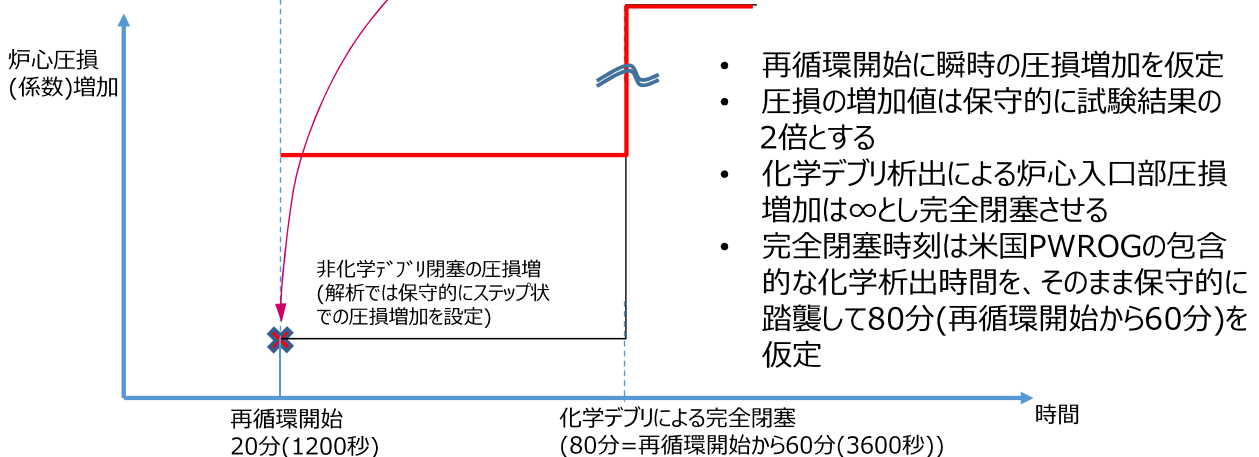 炉心圧損
(係数)増加
• 再循環開始に瞬時の圧損増加を仮定
• 圧損の増加値は保守的に試験結果の
2倍とする
• 化学デブリ析出による炉心入口部圧損
増加は∞とし完全閉塞させる
• 完全閉塞時刻は米国PWROGの包含
的な化学析出時間を、そのまま保守的に
踏襲して80分(再循環開始から60分)を
仮定
非化学ﾃﾞﾌﾞﾘ閉塞の圧損増
(解析では保守的にステップ状
での圧損増加を設定)
再循環開始
20分(1200秒)
化学デブリによる完全閉塞
(80分=再循環開始から60分(3600秒))
時間